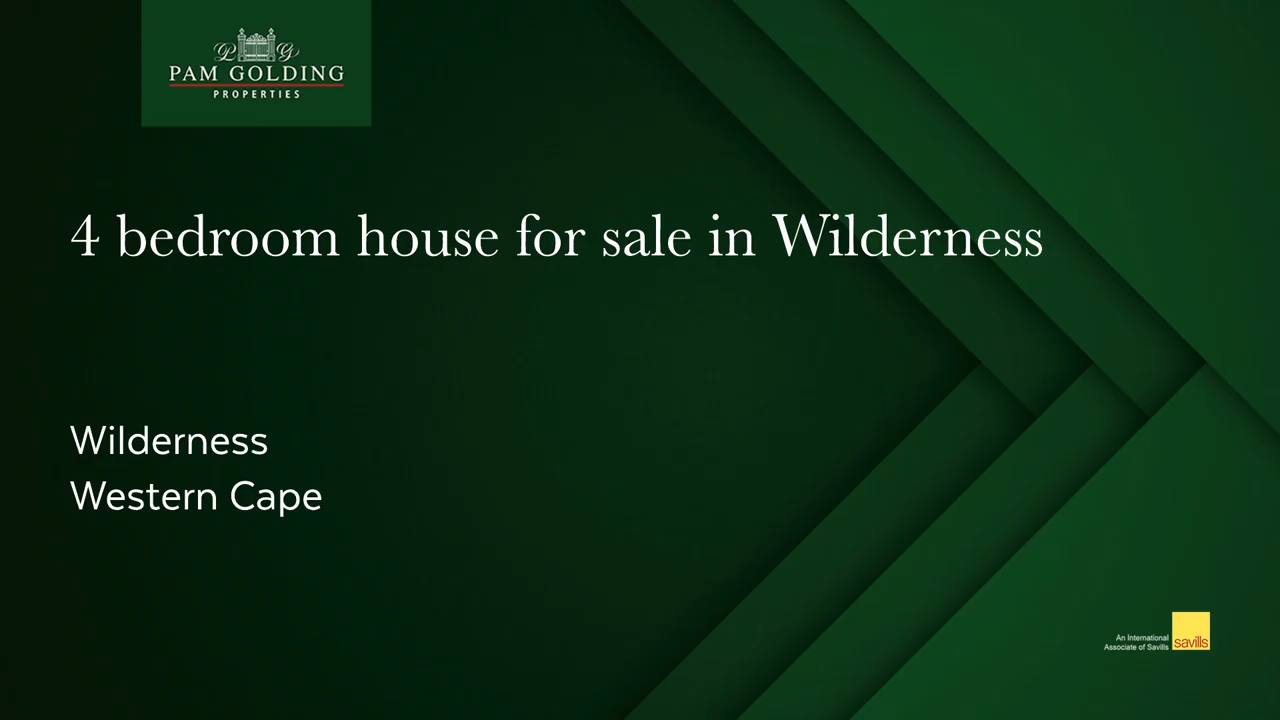 PG
PAM GOLDING
PROPERTIES
4 bedroom house for sale in Wilderness
Wilderness
Western Cape
An International
Associate of Savills
savills